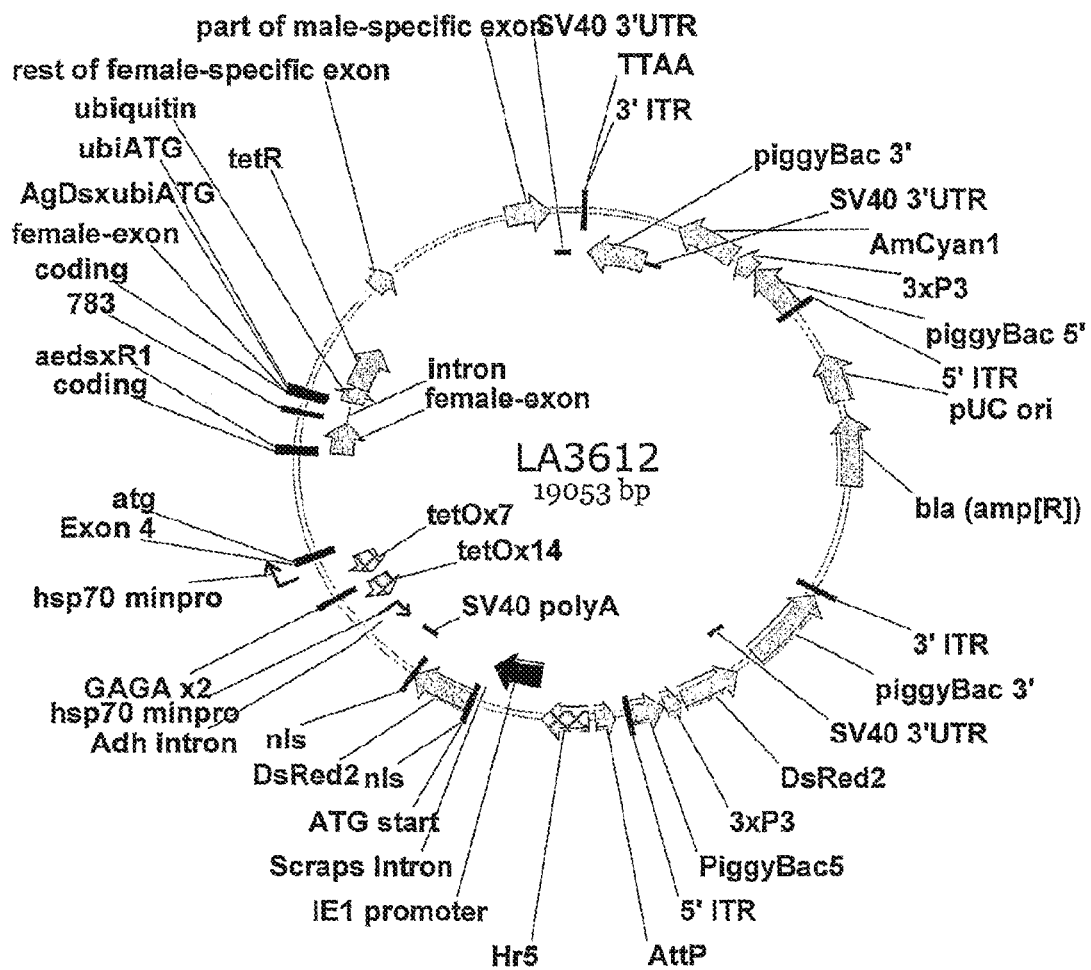 part of male-specific exon
SV40 3'UTR
rest of female-specific exon
TTAA
ubiquitin
3' ITR
ubiATG
tetR
piggyBac 3'
AgDsxubiATG
SV40 3'UTR
female-exon
AmCyan1
coding
3xP3
783
piggyBac 5'
aedsxR1
intron
5' ITR
coding
female-exon
pUC ori
LA3612
19053 bp
bla (amp[R])
atg
tetOx7
Exon 4
tetOx14
hsp70 minpro
SV40 polyA
3' ITR
GAGA x2
piggyBac 3'
hsp70 minpro
Adh intron
nls
SV40 3'UTR
DsRed2
nls
DsRed2
ATG start
3xP3
Scraps Intron
PiggyBac5
IE1 promoter
5' ITR
Hr5
AttP